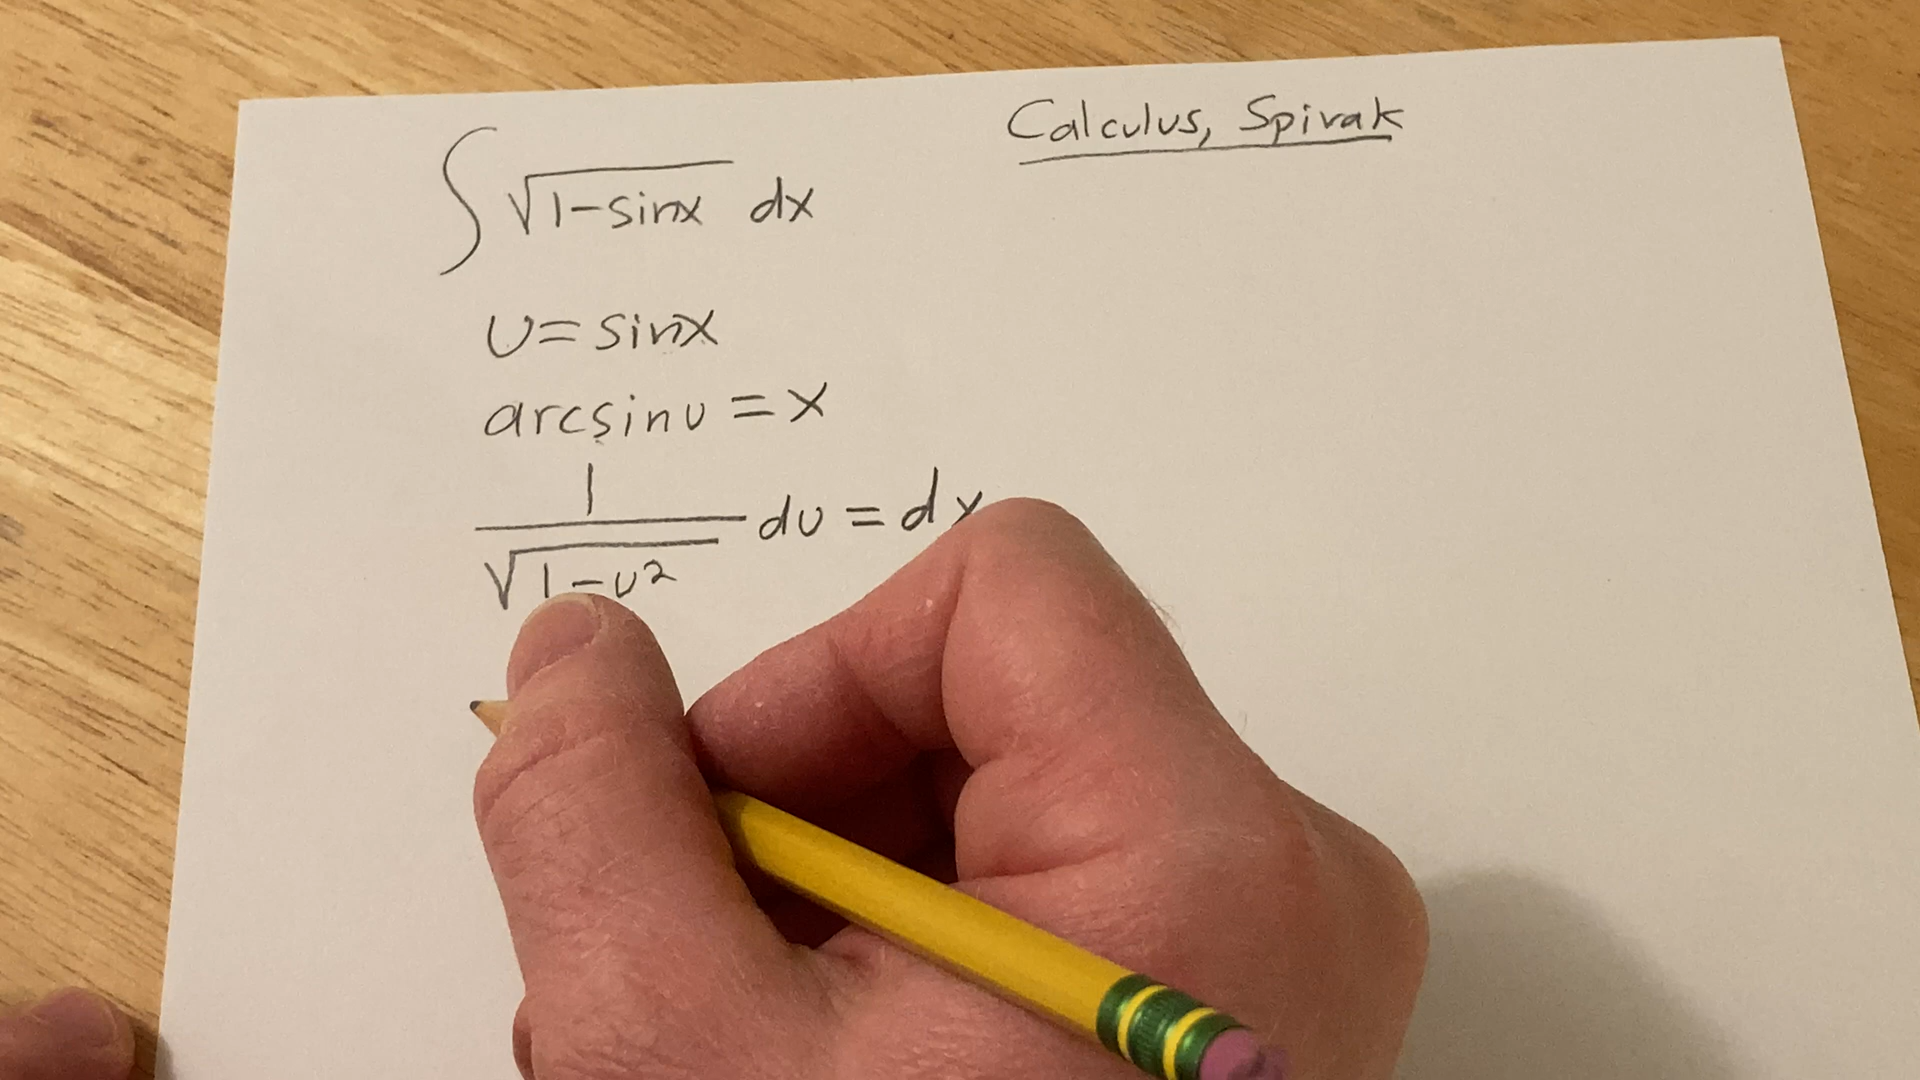 Calculus, Spivak
∫ √1-sinx dx
u = sinx
arcsinu = x
1/√1-u² du = dx